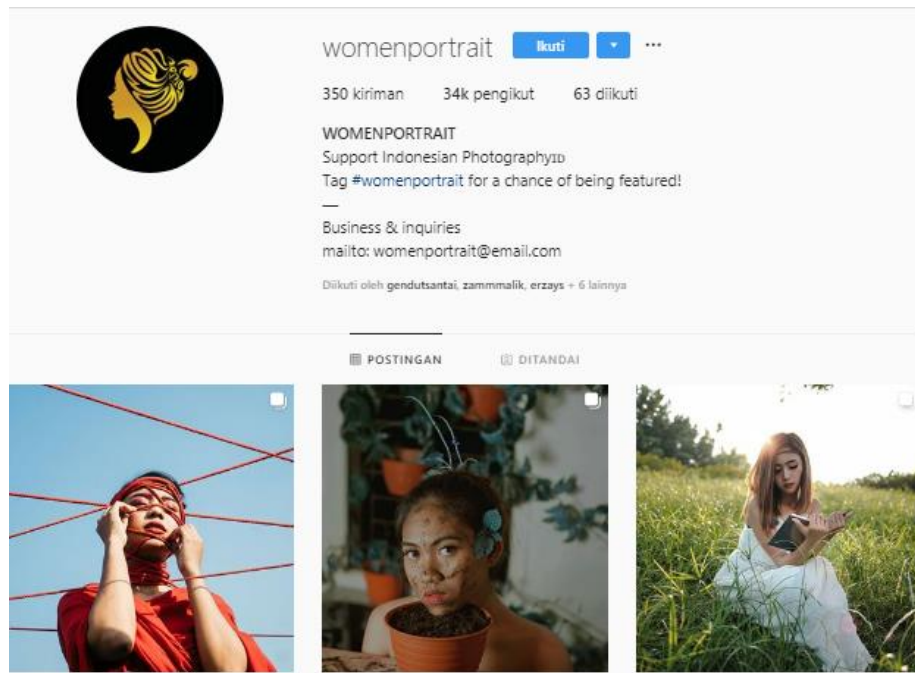 womenportrait Ikuti
350 kiriman 34k pengikut 63 diikuti
WOMENPORTRAIT
Support Indonesian Photographyɪᴅ
Tag #womenportrait for a chance of being featured!
—
Business & inquiries
mailto: womenportrait@email.com
Diikuti oleh gendutsantai, zammmalik, erzays + 6 lainnya
POSTINGAN DITANDAI